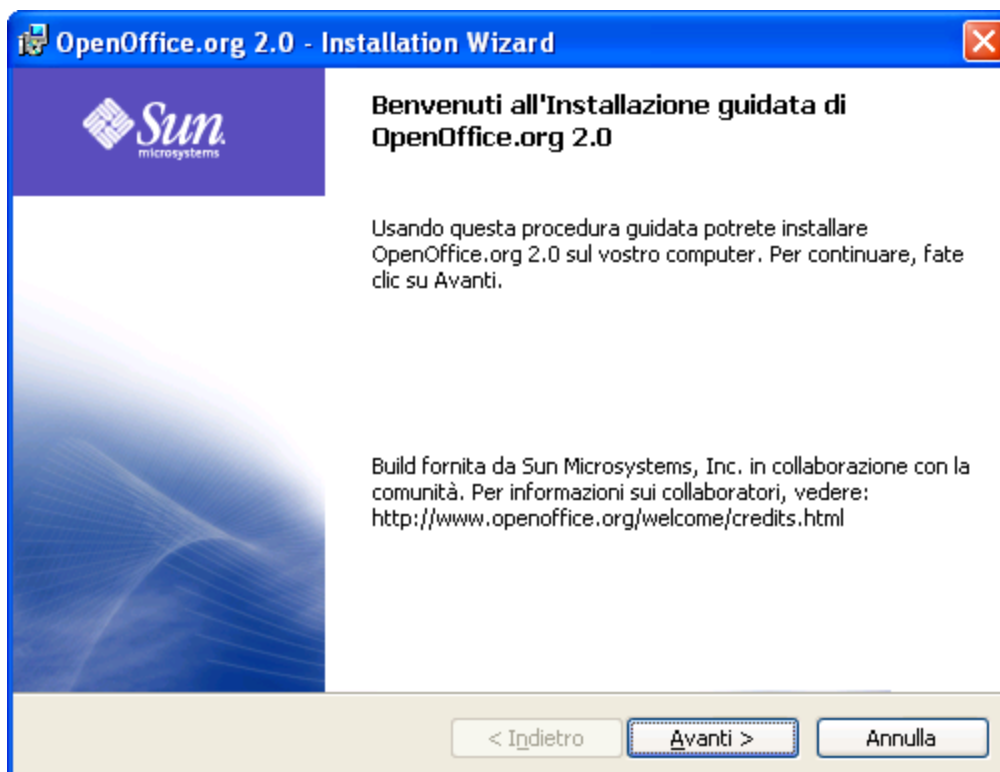 OpenOffice.org 2.0 - Installation Wizard
Sun
microsystems
Benvenuti all'Installazione guidata di
OpenOffice.org 2.0
Usando questa procedura guidata potrete installare
OpenOffice.org 2.0 sul vostro computer. Per continuare, fate
clic su Avanti.
Build fornita da Sun Microsystems, Inc. in collaborazione con la
comunità. Per informazioni sui collaboratori, vedere:
http://www.openoffice.org/welcome/credits.html
< Indietro
Avanti >
Annulla